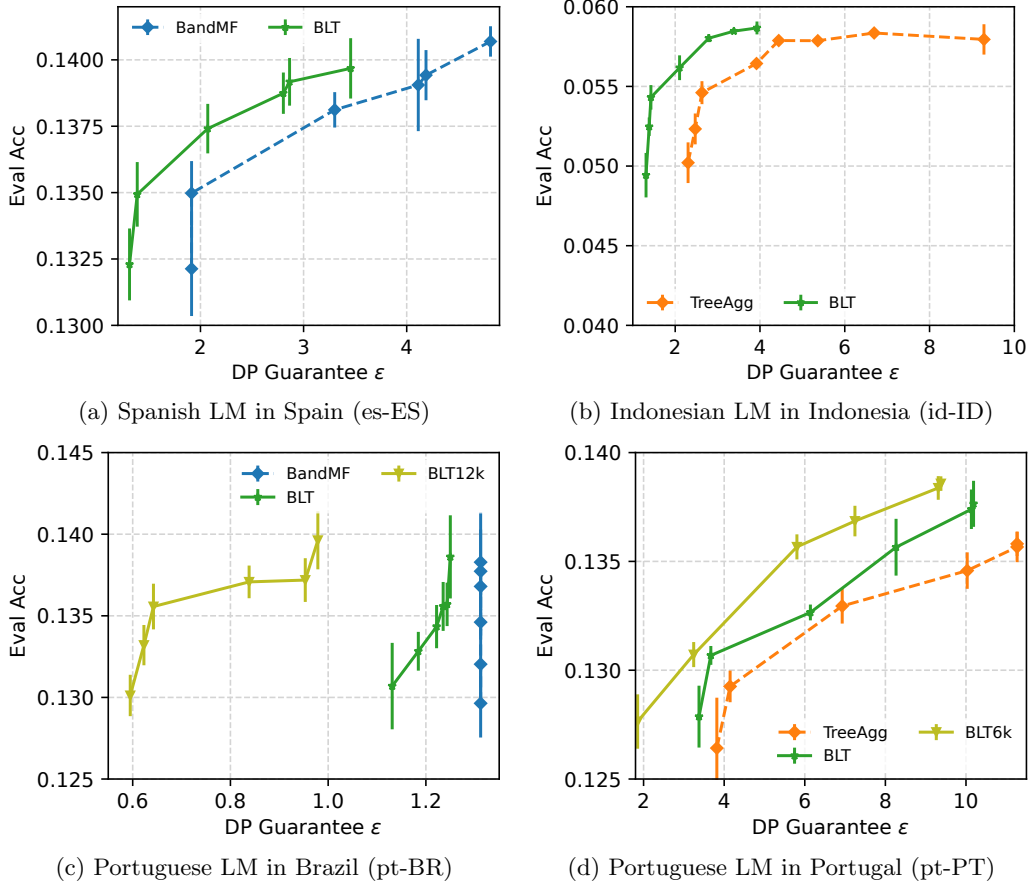 BandMF BLT
0.1400
0.1375
0.1350
0.1325
0.1300
Eval Acc
2 3 4
DP Guarantee ε
(a) Spanish LM in Spain (es-ES)
0.060
0.055
0.050
0.045
0.040
Eval Acc
TreeAgg BLT
2 4 6 8 10
DP Guarantee ε
(b) Indonesian LM in Indonesia (id-ID)
BandMF BLT12k
BLT
0.145
0.140
0.135
0.130
0.125
Eval Acc
0.6 0.8 1.0 1.2
DP Guarantee ε
(c) Portuguese LM in Brazil (pt-BR)
0.140
0.135
0.130
0.125
Eval Acc
TreeAgg BLT6k
BLT
2 4 6 8 10
DP Guarantee ε
(d) Portuguese LM in Portugal (pt-PT)